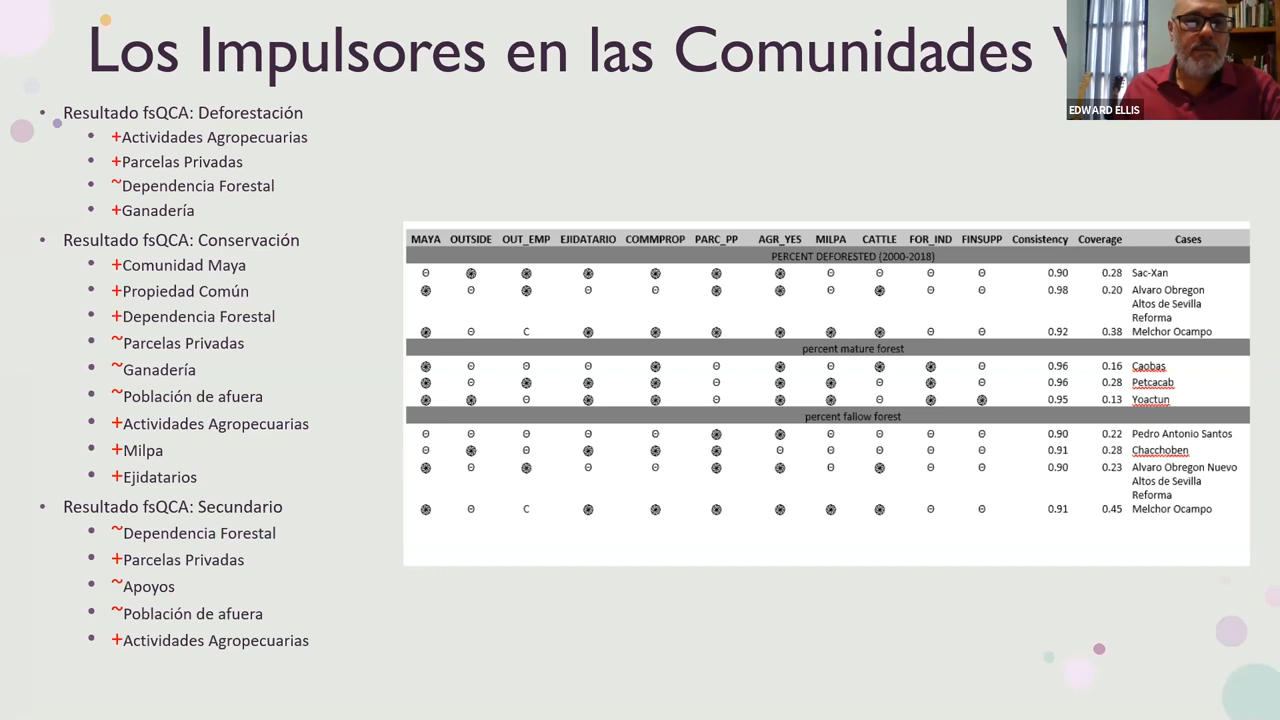 Los Impulsores en las Comunidades
EDWARD ELLIS
• Resultado fsQCA: Deforestación
• +Actividades Agropecuarias
• +Parcelas Privadas
• ~Dependencia Forestal
• +Ganadería
• Resultado fsQCA: Conservación
• +Comunidad Maya
• +Propiedad Común
• +Dependencia Forestal
• ~Parcelas Privadas
• ~Ganadería
• ~Población de afuera
• +Actividades Agropecuarias
• +Milpa
• +Ejidatarios
• Resultado fsQCA: Secundario
• ~Dependencia Forestal
• +Parcelas Privadas
• ~Apoyos
• ~Población de afuera
• +Actividades Agropecuarias
MAYA OUTSIDE OUT_EMP EJIDATARIO COMMPROP PARC_PP AGR_YES MILPA CATTLE FOR_IND FINSUPP Consistency Coverage Cases
PERCENT DEFORESTED (2000-2018)
Θ ֍ ֍ ֍ ֍ ֍ ֍ Θ Θ Θ Θ 0.90 0.28 Sac-Xan
֍ Θ ֍ Θ Θ ֍ ֍ Θ ֍ Θ Θ 0.98 0.20 Alvaro Obregon
Altos de Sevilla
Reforma
֍ Θ C ֍ ֍ ֍ ֍ ֍ ֍ Θ Θ 0.92 0.38 Melchor Ocampo
percent mature forest
֍ Θ Θ Θ ֍ Θ ֍ Θ ֍ ֍ Θ 0.96 0.16 Caobas
֍ Θ ֍ ֍ ֍ Θ ֍ ֍ Θ ֍ Θ 0.96 0.28 Petcacab
֍ ֍ Θ ֍ ֍ Θ ֍ ֍ Θ ֍ ֍ 0.95 0.13 Yoactun
percent fallow forest
Θ Θ Θ Θ Θ ֍ ֍ Θ Θ Θ Θ 0.90 0.22 Pedro Antonio Santos
Θ ֍ Θ ֍ ֍ ֍ Θ Θ Θ Θ Θ 0.91 0.28 Chacchoben
֍ Θ ֍ Θ Θ ֍ ֍ Θ ֍ Θ Θ 0.90 0.23 Alvaro Obregon Nuevo
Altos de Sevilla
Reforma
֍ Θ C ֍ ֍ ֍ ֍ ֍ ֍ Θ Θ 0.91 0.45 Melchor Ocampo